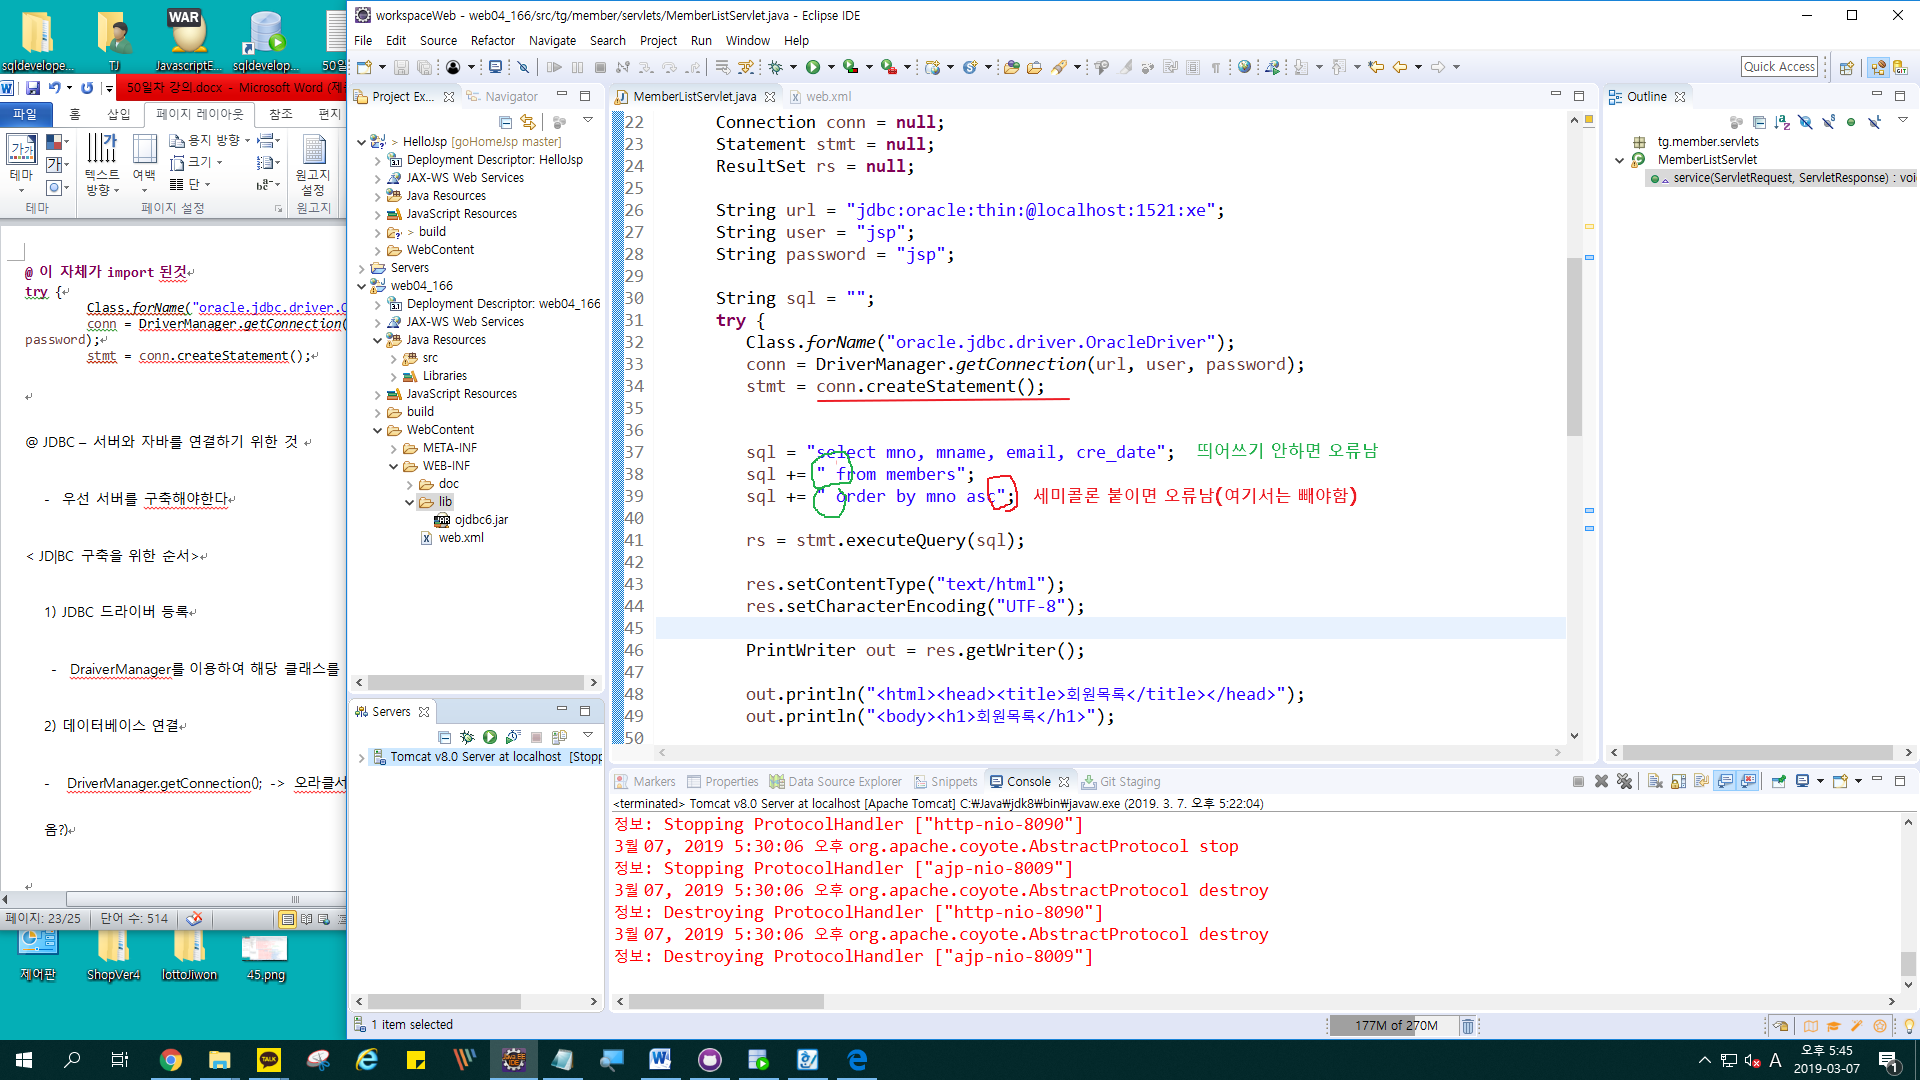 sqldevelope...
TJ
JavascriptE...
sqldevelop...
50일
50일차 강의.docx - Microsoft Word (제
파일
홈
삽입
페이지 레이아웃
참조
편지
테마
텍스트 방향
여백
용지 방향
크기
단
원고지 설정
테마
페이지 설정
원고지
@ 이 자체가 import 된것
try {
Class.forName("oracle.jdbc.driver.O
conn = DriverManager.getConnection(
password);
stmt = conn.createStatement();
@ JDBC – 서버와 자바를 연결하기 위한 것
- 우선 서버를 구축해야한다
< JDBC 구축을 위한 순서>
1) JDBC 드라이버 등록
- DraiverManager를 이용하여 해당 클래스를
2) 데이터베이스 연결
- DriverManager.getConnection(); -> 오라클서
음?)
페이지: 23/25
단어 수: 514
제어판
ShopVer4
lottoJiwon
45.png
workspaceWeb - web04_166/src/tg/member/servlets/MemberListServlet.java - Eclipse IDE
File Edit Source Refactor Navigate Search Project Run Window Help
Quick Access
Project Ex...
Navigator
> HelloJsp [goHomeJsp master]
Deployment Descriptor: HelloJsp
JAX-WS Web Services
Java Resources
JavaScript Resources
> build
WebContent
Servers
web04_166
Deployment Descriptor: web04_166
JAX-WS Web Services
Java Resources
src
Libraries
JavaScript Resources
build
WebContent
META-INF
WEB-INF
doc
lib
ojdbc6.jar
web.xml
Servers
Tomcat v8.0 Server at localhost [Stopp
1 item selected
MemberListServlet.java
web.xml
22 Connection conn = null;
23 Statement stmt = null;
24 ResultSet rs = null;
25
26 String url = "jdbc:oracle:thin:@localhost:1521:xe";
27 String user = "jsp";
28 String password = "jsp";
29
30 String sql = "";
31 try {
32 Class.forName("oracle.jdbc.driver.OracleDriver");
33 conn = DriverManager.getConnection(url, user, password);
34 stmt = conn.createStatement();
35
36
37 sql = "select mno, mname, email, cre_date"; 띄어쓰기 안하면 오류남
38 sql += " from members";
39 sql += " order by mno asc"; 세미콜론 붙이면 오류남(여기서는 빼야함)
40
41 rs = stmt.executeQuery(sql);
42
43 res.setContentType("text/html");
44 res.setCharacterEncoding("UTF-8");
45
46 PrintWriter out = res.getWriter();
47
48 out.println("<html><head><title>회원목록</title></head>");
49 out.println("<body><h1>회원목록</h1>");
50
Outline
tg.member.servlets
MemberListServlet
service(ServletRequest, ServletResponse) : voi
Markers
Properties
Data Source Explorer
Snippets
Console
Git Staging
<terminated> Tomcat v8.0 Server at localhost [Apache Tomcat] C:₩Java₩jdk8₩bin₩javaw.exe (2019. 3. 7. 오후 5:22:04)
정보: Stopping ProtocolHandler ["http-nio-8090"]
3월 07, 2019 5:30:06 오후 org.apache.coyote.AbstractProtocol stop
정보: Stopping ProtocolHandler ["ajp-nio-8009"]
3월 07, 2019 5:30:06 오후 org.apache.coyote.AbstractProtocol destroy
정보: Destroying ProtocolHandler ["http-nio-8090"]
3월 07, 2019 5:30:06 오후 org.apache.coyote.AbstractProtocol destroy
정보: Destroying ProtocolHandler ["ajp-nio-8009"]
177M of 270M
A
오후 5:45
2019-03-07
1